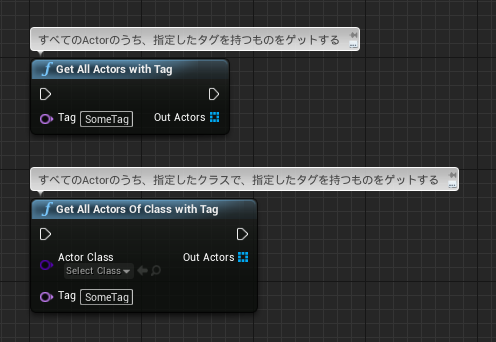 すべてのActorのうち、指定したタグを持つものをゲットする
Get All Actors with Tag
Tag SomeTag Out Actors
すべてのActorのうち、指定したクラスで、指定したタグを持つものをゲットする
Get All Actors Of Class with Tag
Actor Class Out Actors
Select Class
Tag SomeTag